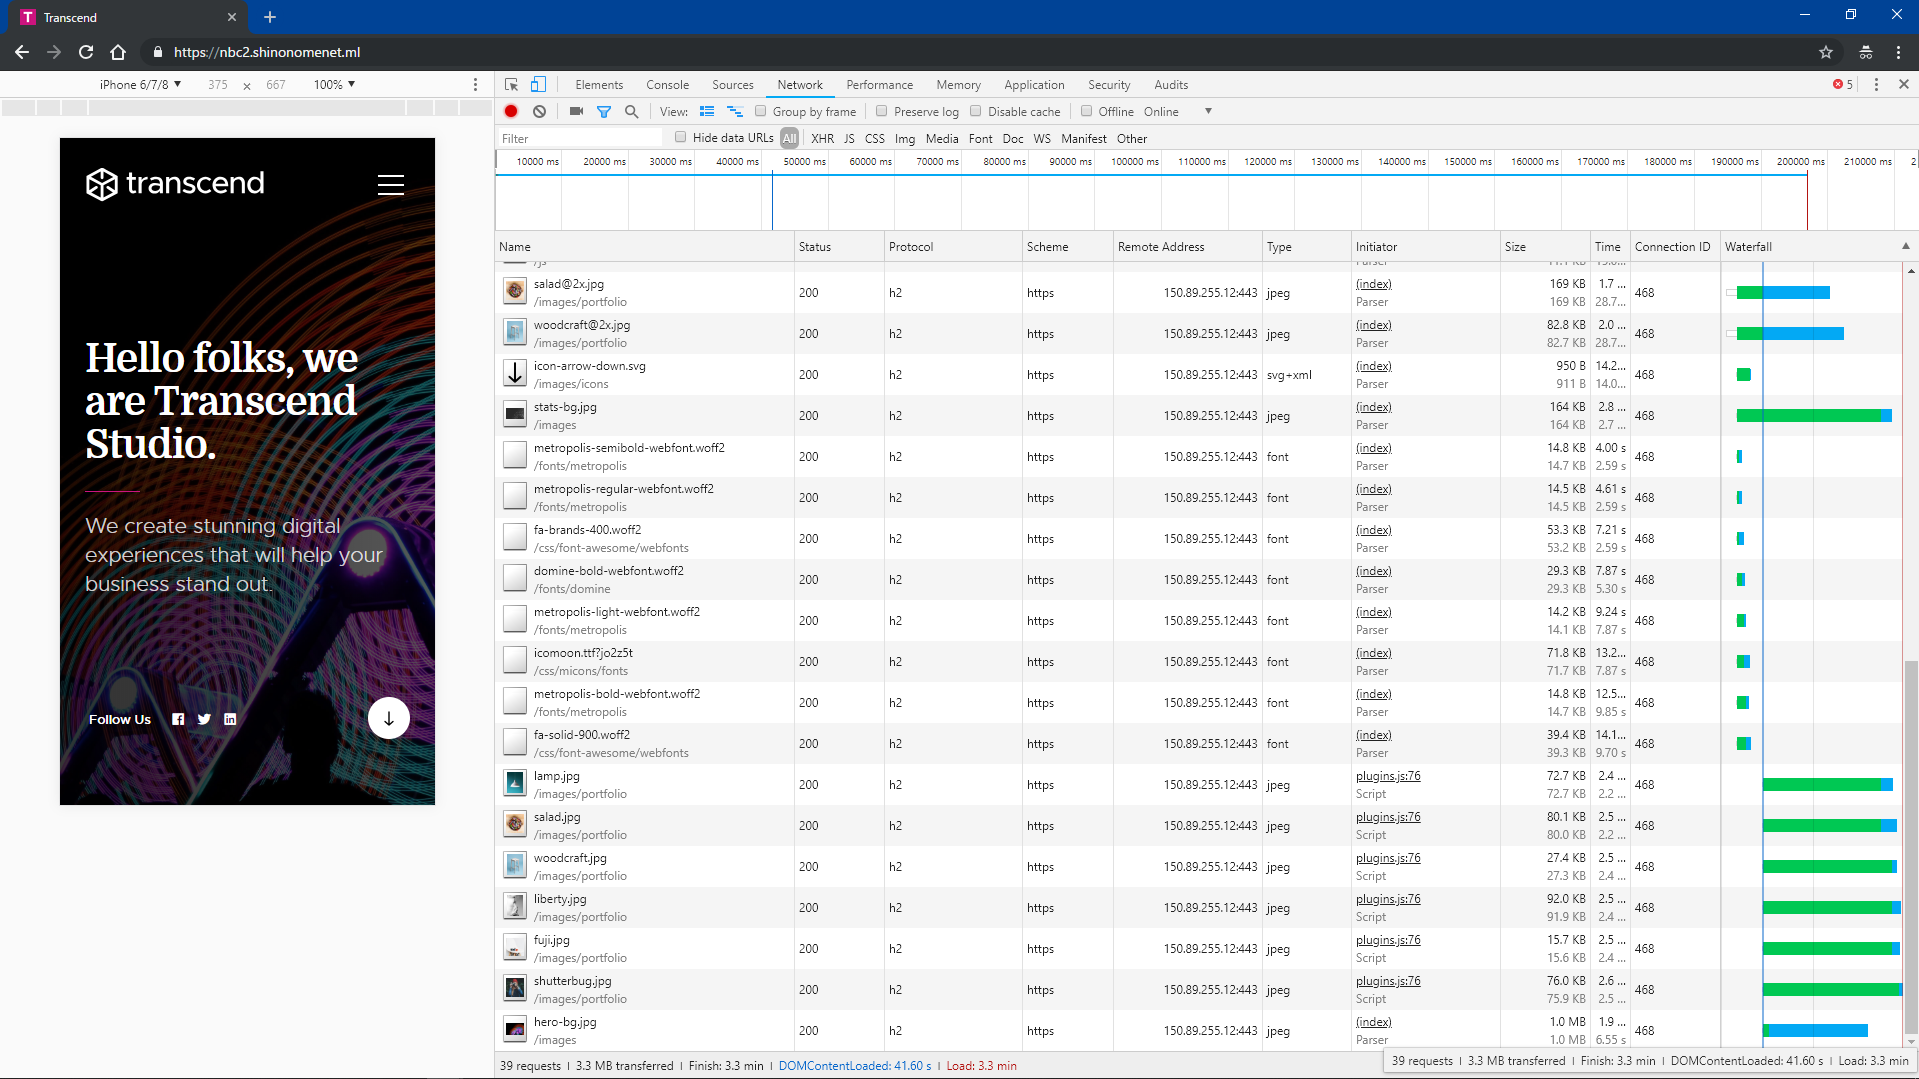 Transcend
https://nbc2.shinonomenet.ml
iPhone 6/7/8 ▼ 375 × 667 100% ▼
Elements Console Sources Network Performance Memory Application Security Audits 5
View: Group by frame Preserve log Disable cache Offline Online ▼
Filter Hide data URLs All XHR JS CSS Img Media Font Doc WS Manifest Other
10000 ms 20000 ms 30000 ms 40000 ms 50000 ms 60000 ms 70000 ms 80000 ms 90000 ms 100000 ms 110000 ms 120000 ms 130000 ms 140000 ms 150000 ms 160000 ms 170000 ms 180000 ms 190000 ms 200000 ms 210000 ms 2
transcend
Hello folks, we
are Transcend
Studio.
We create stunning digital
experiences that will help your
business stand out.
Follow Us
Name Status Protocol Scheme Remote Address Type Initiator Size Time Connection ID Waterfall ▲
/js
salad@2x.jpg (index) 169 KB 1.7 ...
200 h2 https 150.89.255.12:443 jpeg 468
/images/portfolio Parser 169 KB 28.7...
woodcraft@2x.jpg (index) 82.8 KB 2.0 ...
200 h2 https 150.89.255.12:443 jpeg 468
/images/portfolio Parser 82.7 KB 28.7...
icon-arrow-down.svg (index) 950 B 14.2...
200 h2 https 150.89.255.12:443 svg+xml 468
/images/icons Parser 911 B 14.0...
stats-bg.jpg (index) 164 KB 2.8 ...
200 h2 https 150.89.255.12:443 jpeg 468
/images Parser 164 KB 2.7 ...
metropolis-semibold-webfont.woff2 (index) 14.8 KB 4.00 s
200 h2 https 150.89.255.12:443 font 468
/fonts/metropolis Parser 14.7 KB 2.59 s
metropolis-regular-webfont.woff2 (index) 14.5 KB 4.61 s
200 h2 https 150.89.255.12:443 font 468
/fonts/metropolis Parser 14.5 KB 2.59 s
fa-brands-400.woff2 (index) 53.3 KB 7.21 s
200 h2 https 150.89.255.12:443 font 468
/css/font-awesome/webfonts Parser 53.2 KB 2.59 s
domine-bold-webfont.woff2 (index) 29.3 KB 7.87 s
200 h2 https 150.89.255.12:443 font 468
/fonts/domine Parser 29.3 KB 5.30 s
metropolis-light-webfont.woff2 (index) 14.2 KB 9.24 s
200 h2 https 150.89.255.12:443 font 468
/fonts/metropolis Parser 14.1 KB 7.87 s
icomoon.ttf?jo2z5t (index) 71.8 KB 13.2...
200 h2 https 150.89.255.12:443 font 468
/css/micons/fonts Parser 71.7 KB 7.87 s
metropolis-bold-webfont.woff2 (index) 14.8 KB 12.5...
200 h2 https 150.89.255.12:443 font 468
/fonts/metropolis Parser 14.7 KB 9.85 s
fa-solid-900.woff2 (index) 39.4 KB 14.1...
200 h2 https 150.89.255.12:443 font 468
/css/font-awesome/webfonts Parser 39.3 KB 9.70 s
lamp.jpg plugins.js:76 72.7 KB 2.4 ...
200 h2 https 150.89.255.12:443 jpeg 468
/images/portfolio Script 72.7 KB 2.2 ...
salad.jpg plugins.js:76 80.1 KB 2.5 ...
200 h2 https 150.89.255.12:443 jpeg 468
/images/portfolio Script 80.0 KB 2.2 ...
woodcraft.jpg plugins.js:76 27.4 KB 2.5 ...
200 h2 https 150.89.255.12:443 jpeg 468
/images/portfolio Script 27.3 KB 2.4 ...
liberty.jpg plugins.js:76 92.0 KB 2.5 ...
200 h2 https 150.89.255.12:443 jpeg 468
/images/portfolio Script 91.9 KB 2.4 ...
fuji.jpg plugins.js:76 15.7 KB 2.5 ...
200 h2 https 150.89.255.12:443 jpeg 468
/images/portfolio Script 15.6 KB 2.4 ...
shutterbug.jpg plugins.js:76 76.0 KB 2.6 ...
200 h2 https 150.89.255.12:443 jpeg 468
/images/portfolio Script 75.9 KB 2.5 ...
hero-bg.jpg (index) 1.0 MB 1.9 ...
200 h2 https 150.89.255.12:443 jpeg 468
/images Parser 1.0 MB 6.55 s
39 requests | 3.3 MB transferred | Finish: 3.3 min | DOMContentLoaded: 41.60 s | Load: 3.3 min
39 requests | 3.3 MB transferred | Finish: 3.3 min | DOMContentLoaded: 41.60 s | Load: 3.3 min